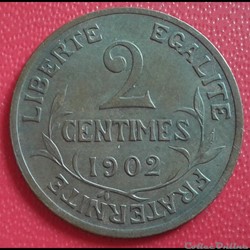 LIBERTE EGALITE
2
CENTIMES
1902
FRATERNITE